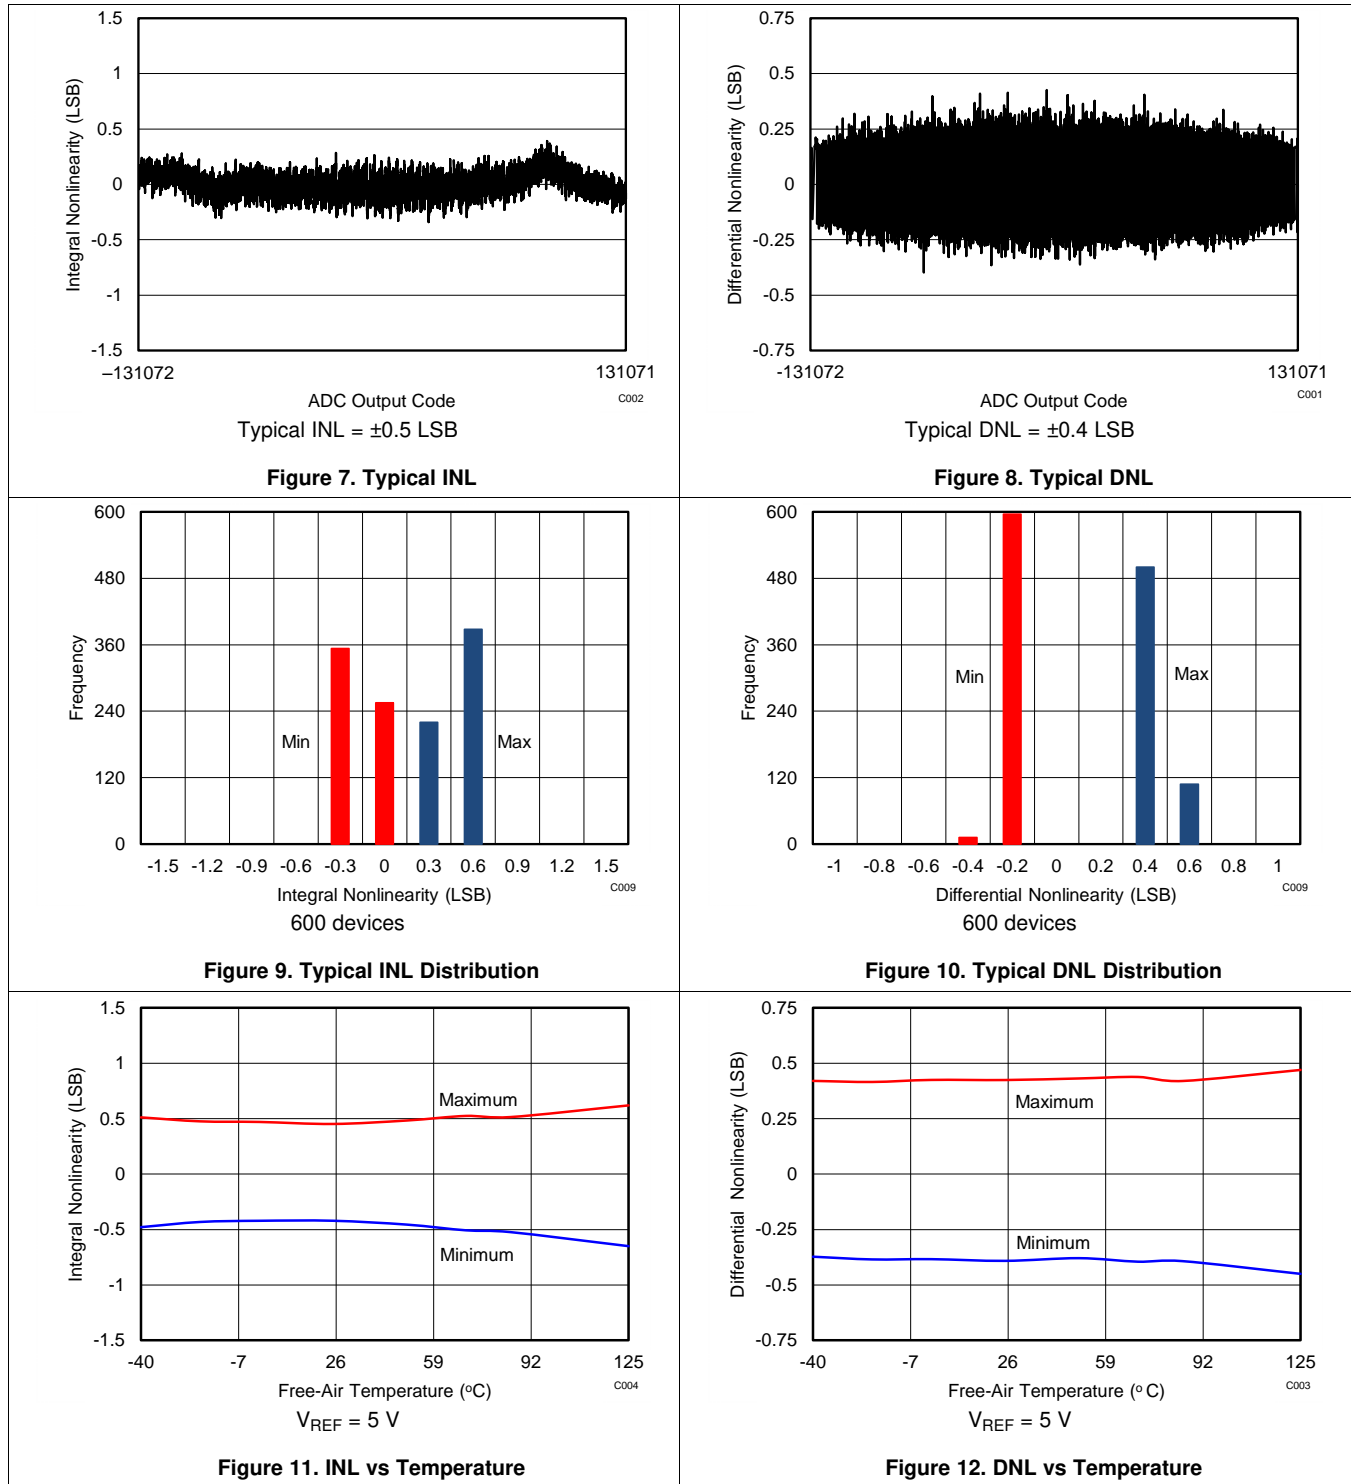 1.5
1
0.5
0
-0.5
-1
-1.5
Integral Nonlinearity (LSB)
–131072
131071
ADC Output Code
C002
Typical INL = ±0.5 LSB
Figure 7. Typical INL
0.75
0.5
0.25
0
-0.25
-0.5
-0.75
Differential Nonlinearity (LSB)
-131072
131071
ADC Output Code
C001
Typical DNL = ±0.4 LSB
Figure 8. Typical DNL
600
480
360
240
120
0
Frequency
Min
Max
-1.5 -1.2 -0.9 -0.6 -0.3 0 0.3 0.6 0.9 1.2 1.5
Integral Nonlinearity (LSB)
C009
600 devices
Figure 9. Typical INL Distribution
600
480
360
240
120
0
Frequency
Min
Max
-1 -0.8 -0.6 -0.4 -0.2 0 0.2 0.4 0.6 0.8 1
Differential Nonlinearity (LSB)
C009
600 devices
Figure 10. Typical DNL Distribution
1.5
1
0.5
0
-0.5
-1
-1.5
Integral Nonlinearity (LSB)
Maximum
Minimum
-40 -7 26 59 92 125
Free-Air Temperature (°C)
C004
VREF = 5 V
Figure 11. INL vs Temperature
0.75
0.5
0.25
0
-0.25
-0.5
-0.75
Differential Nonlinearity (LSB)
Maximum
Minimum
-40 -7 26 59 92 125
Free-Air Temperature (° C)
C003
VREF = 5 V
Figure 12. DNL vs Temperature